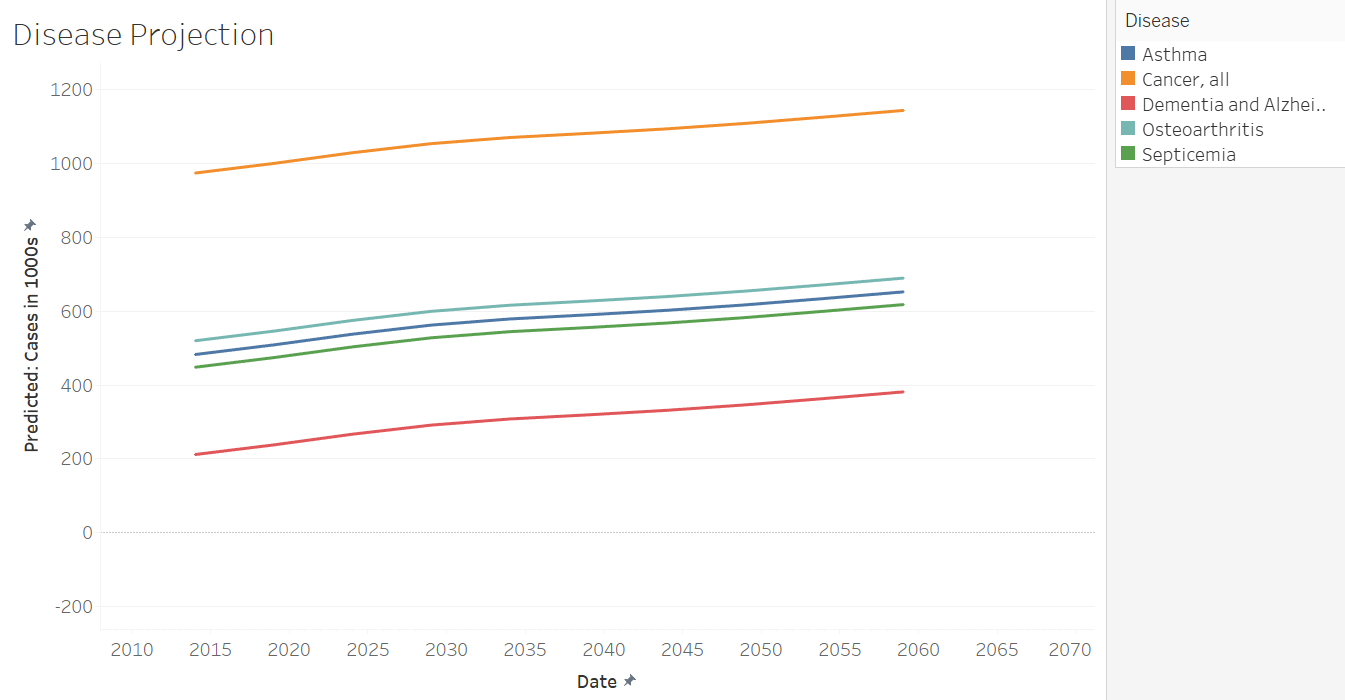 Disease Projection
Disease
Asthma
Cancer, all
Dementia and Alzhei..
Osteoarthritis
Septicemia
Predicted: Cases in 1000s
1200
1000
800
600
400
200
0
-200
2010 2015 2020 2025 2030 2035 2040 2045 2050 2055 2060 2065 2070
Date